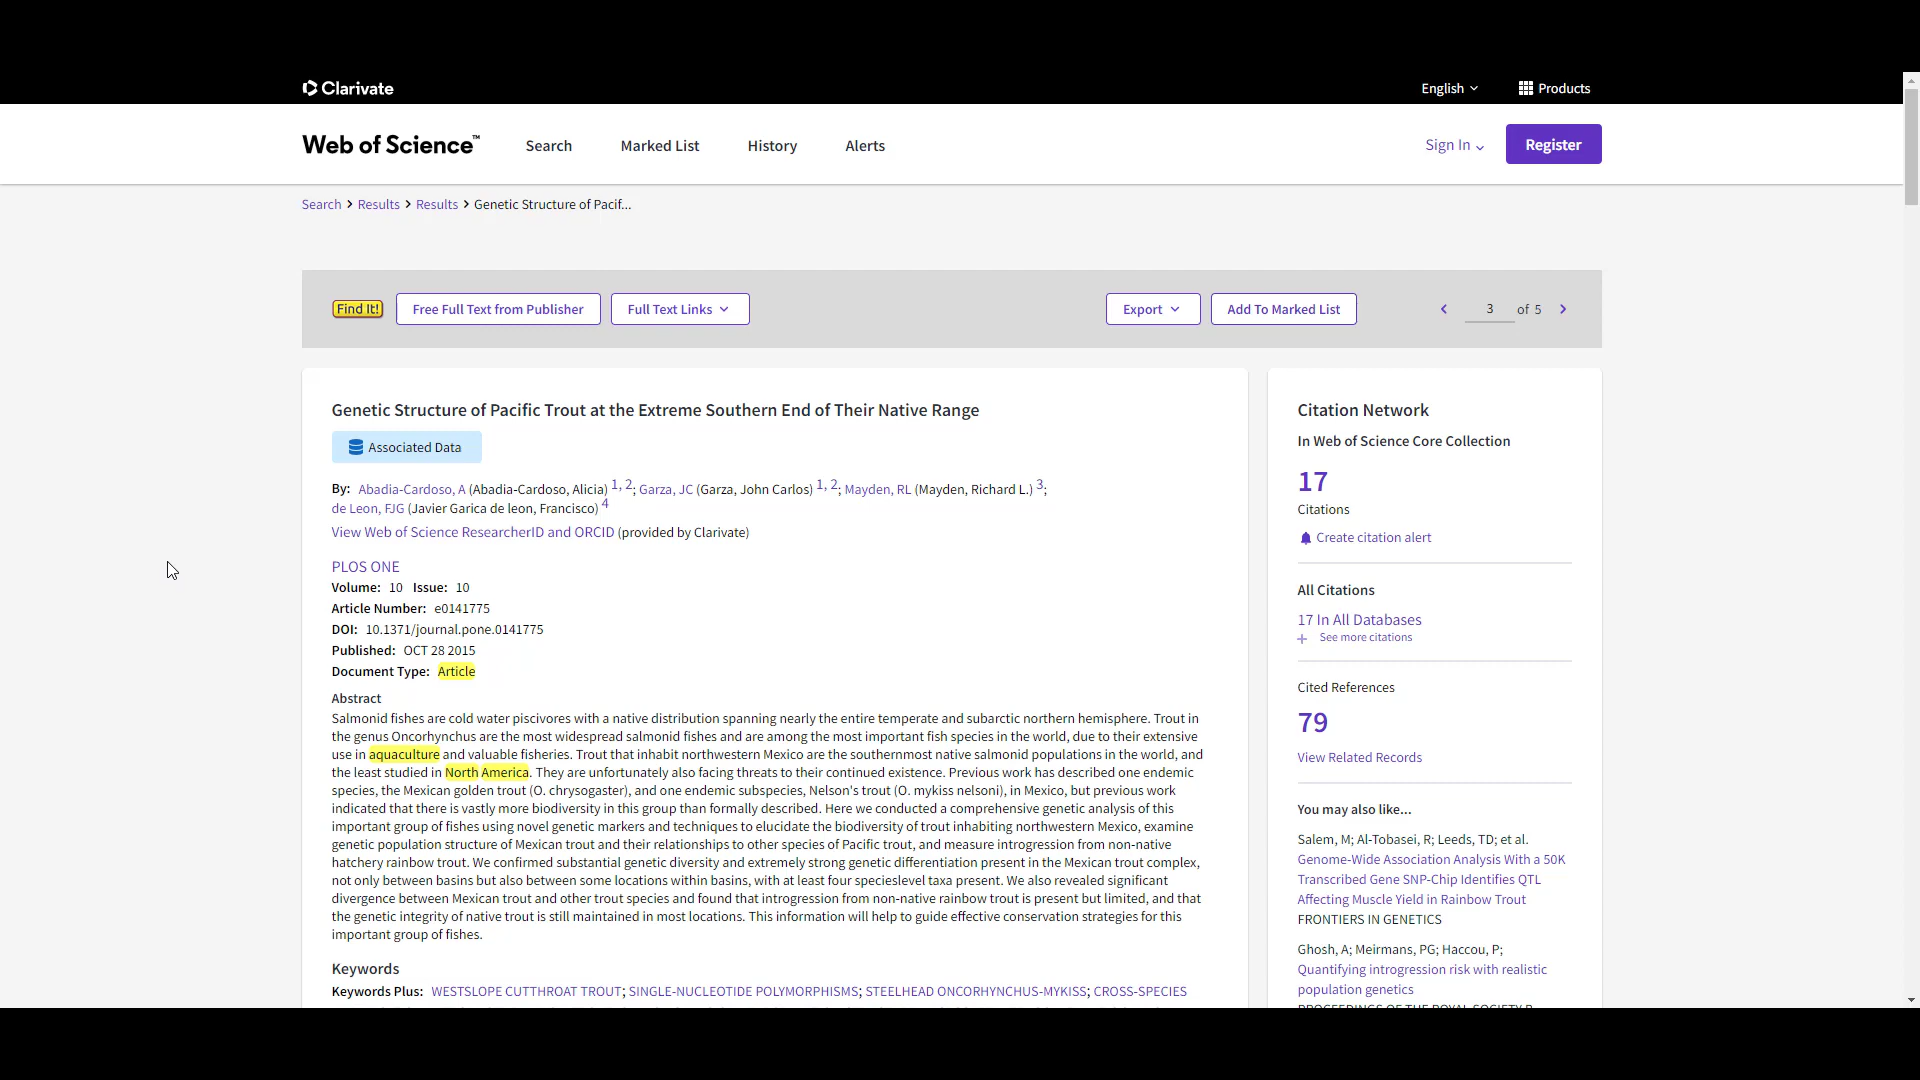 Clarivate
English
Products
Web of Science™
Search
Marked List
History
Alerts
Sign In
Register
Search > Results > Results > Genetic Structure of Pacif...
Find It!
Free Full Text from Publisher
Full Text Links
Export
Add To Marked List
3 of 5
Genetic Structure of Pacific Trout at the Extreme Southern End of Their Native Range
Associated Data
By: Abadia-Cardoso, A (Abadia-Cardoso, Alicia) 1, 2; Garza, JC (Garza, John Carlos) 1, 2; Mayden, RL (Mayden, Richard L.) 3;
de Leon, FJG (Javier Garica de leon, Francisco) 4
View Web of Science ResearcherID and ORCID (provided by Clarivate)
PLOS ONE
Volume: 10 Issue: 10
Article Number: e0141775
DOI: 10.1371/journal.pone.0141775
Published: OCT 28 2015
Document Type: Article
Abstract
Salmonid fishes are cold water piscivores with a native distribution spanning nearly the entire temperate and subarctic northern hemisphere. Trout in
the genus Oncorhynchus are the most widespread salmonid fishes and are among the most important fish species in the world, due to their extensive
use in aquaculture and valuable fisheries. Trout that inhabit northwestern Mexico are the southernmost native salmonid populations in the world, and
the least studied in North America. They are unfortunately also facing threats to their continued existence. Previous work has described one endemic
species, the Mexican golden trout (O. chrysogaster), and one endemic subspecies, Nelson's trout (O. mykiss nelsoni), in Mexico, but previous work
indicated that there is vastly more biodiversity in this group than formally described. Here we conducted a comprehensive genetic analysis of this
important group of fishes using novel genetic markers and techniques to elucidate the biodiversity of trout inhabiting northwestern Mexico, examine
genetic population structure of Mexican trout and their relationships to other species of Pacific trout, and measure introgression from non-native
hatchery rainbow trout. We confirmed substantial genetic diversity and extremely strong genetic differentiation present in the Mexican trout complex,
not only between basins but also between some locations within basins, with at least four specieslevel taxa present. We also revealed significant
divergence between Mexican trout and other trout species and found that introgression from non-native rainbow trout is present but limited, and that
the genetic integrity of native trout is still maintained in most locations. This information will help to guide effective conservation strategies for this
important group of fishes.
Keywords
Keywords Plus: WESTSLOPE CUTTHROAT TROUT; SINGLE-NUCLEOTIDE POLYMORPHISMS; STEELHEAD ONCORHYNCHUS-MYKISS; CROSS-SPECIES
Citation Network
In Web of Science Core Collection
17
Citations
Create citation alert
All Citations
17 In All Databases
+ See more citations
Cited References
79
View Related Records
You may also like...
Salem, M; Al-Tobasei, R; Leeds, TD; et al.
Genome-Wide Association Analysis With a 50K
Transcribed Gene SNP-Chip Identifies QTL
Affecting Muscle Yield in Rainbow Trout
FRONTIERS IN GENETICS
Ghosh, A; Meirmans, PG; Haccou, P;
Quantifying introgression risk with realistic
population genetics
PROCEEDINGS OF THE ROYAL SOCIETY B